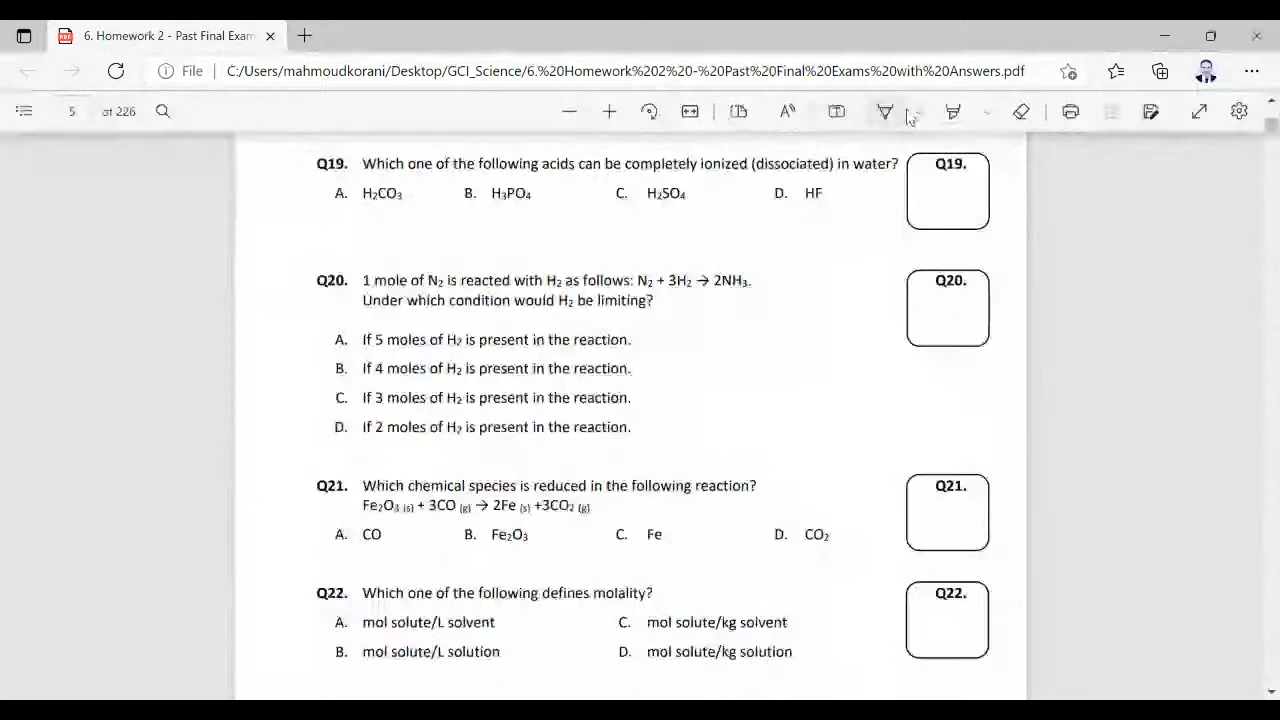 6. Homework 2 - Past Final Exam
File
C:/Users/mahmoudkorani/Desktop/GCI_Science/6.%20Homework%202%20-%20Past%20Final%20Exams%20with%20Answers.pdf
5 of 226
Q19. Which one of the following acids can be completely ionized (dissociated) in water? Q19.
A. H₂CO₃ B. H₃PO₄ C. H₂SO₄ D. HF
Q20. 1 mole of N₂ is reacted with H₂ as follows: N₂ + 3H₂ → 2NH₃. Q20.
Under which condition would H₂ be limiting?
A. If 5 moles of H₂ is present in the reaction.
B. If 4 moles of H₂ is present in the reaction.
C. If 3 moles of H₂ is present in the reaction.
D. If 2 moles of H₂ is present in the reaction.
Q21. Which chemical species is reduced in the following reaction? Q21.
Fe₂O₃ (s) + 3CO (g) → 2Fe (s) +3CO₂ (g)
A. CO B. Fe₂O₃ C. Fe D. CO₂
Q22. Which one of the following defines molality? Q22.
A. mol solute/L solvent C. mol solute/kg solvent
B. mol solute/L solution D. mol solute/kg solution